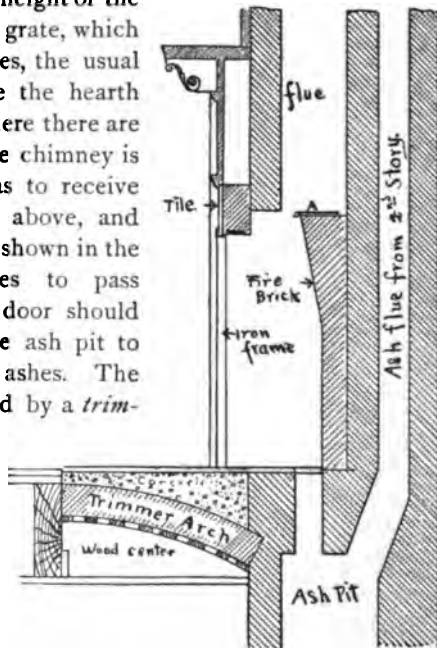 height of the
grate, which
es, the usual
e the hearth
ere there are
e chimney is
as to receive
above, and
shown in the
es to pass
door should
e ash pit to
ashes. The
d by a trim-
flue
Tile
A
Fire
Brick
Iron
frame
Ash flue from 2nd Story.
Concrete
Trimmer Arch
Wood center
Ash Pit